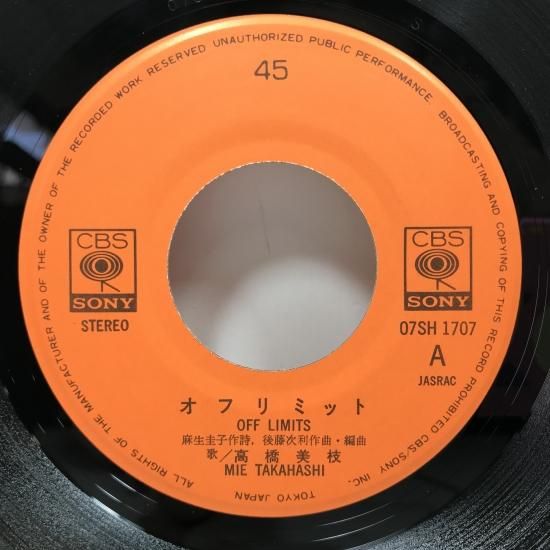 ALL RIGHTS OF THE MANUFACTURER AND OF THE OWNER OF THE RECORDED WORK RESERVED UNAUTHORIZED PUBLIC PERFORMANCE. BROADCASTING AND COPYING OF THIS RECORD PROHIBITED CBS/SONY INC.
45
CBS
SONY
STEREO
CBS
SONY
07SH 1707
A
JASRAC
オフリミット
OFF LIMITS
麻生圭子作詩, 後藤次利作曲・編曲
歌/高橋美枝
MIE TAKAHASHI
TOKYO JAPAN